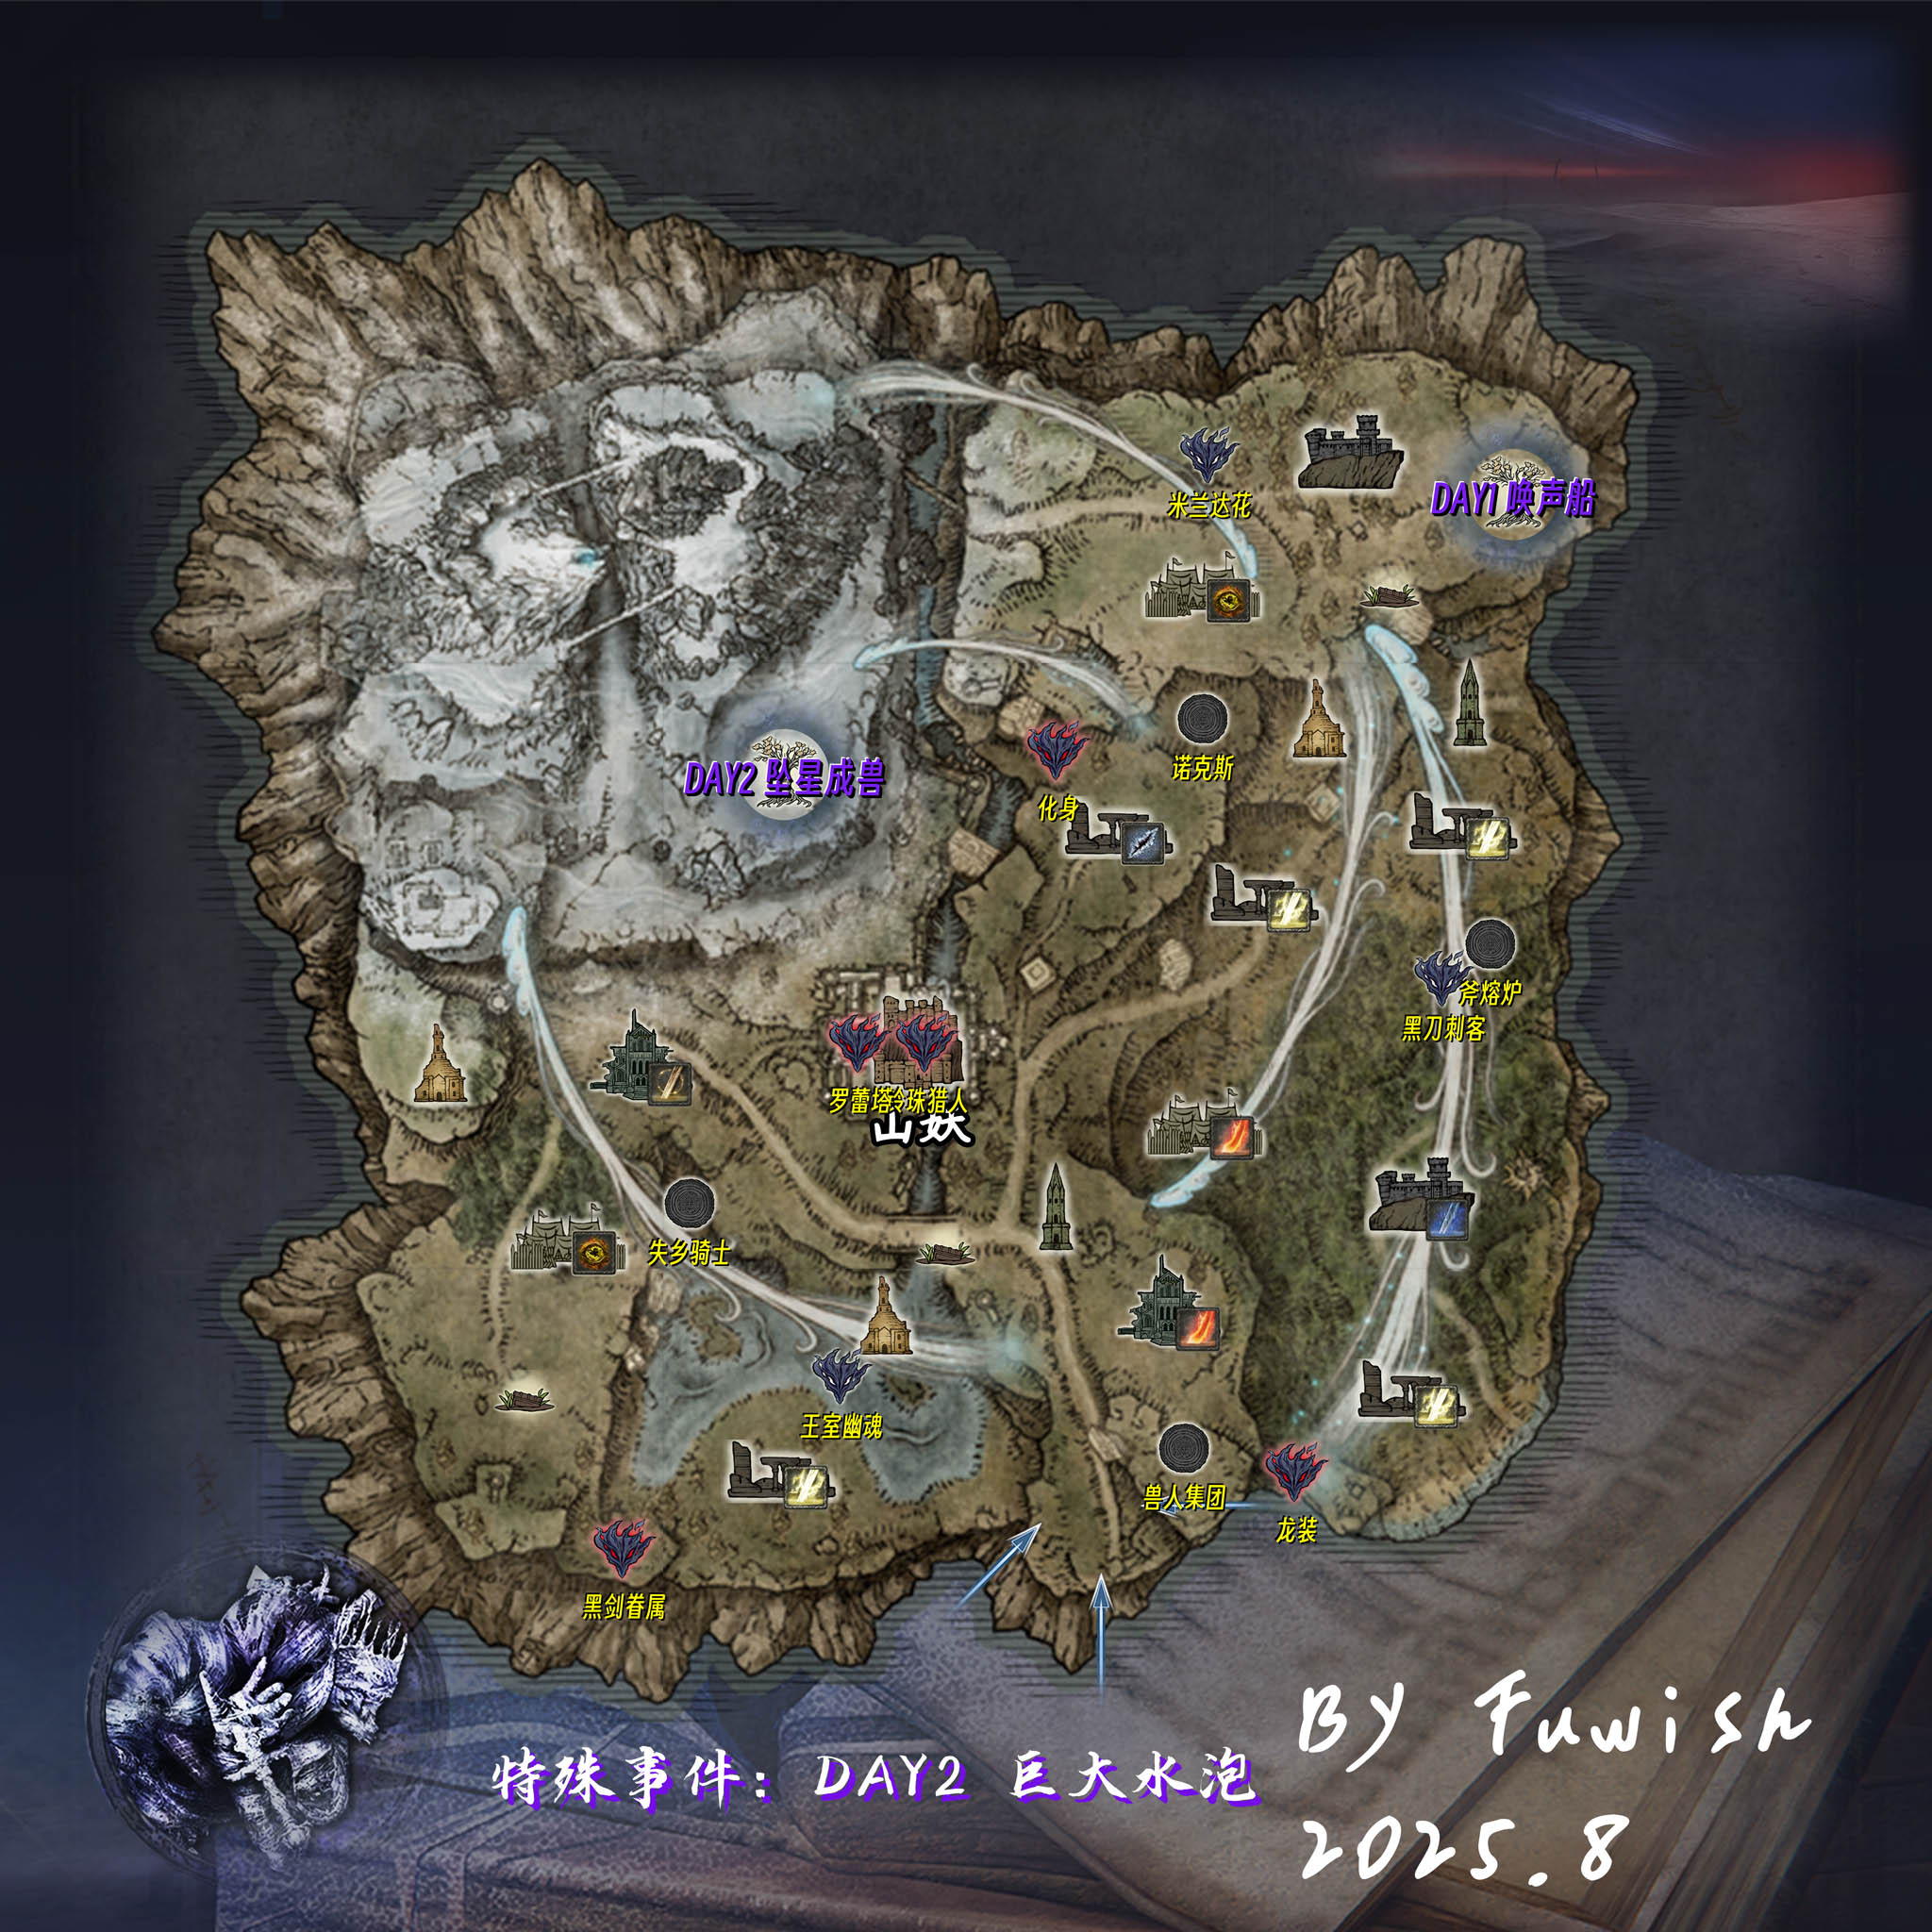 米兰达花
DAY1 唤声船
诺克斯
DAY2 坠星成兽
化身
斧熔炉
黑刀刺客
罗蕾塔
铃珠猎人
山妖
失乡骑士
王室幽魂
兽人集团
龙装
黑剑眷属
BY Fuwish
特殊事件：DAY2 巨大水泡
2025.8